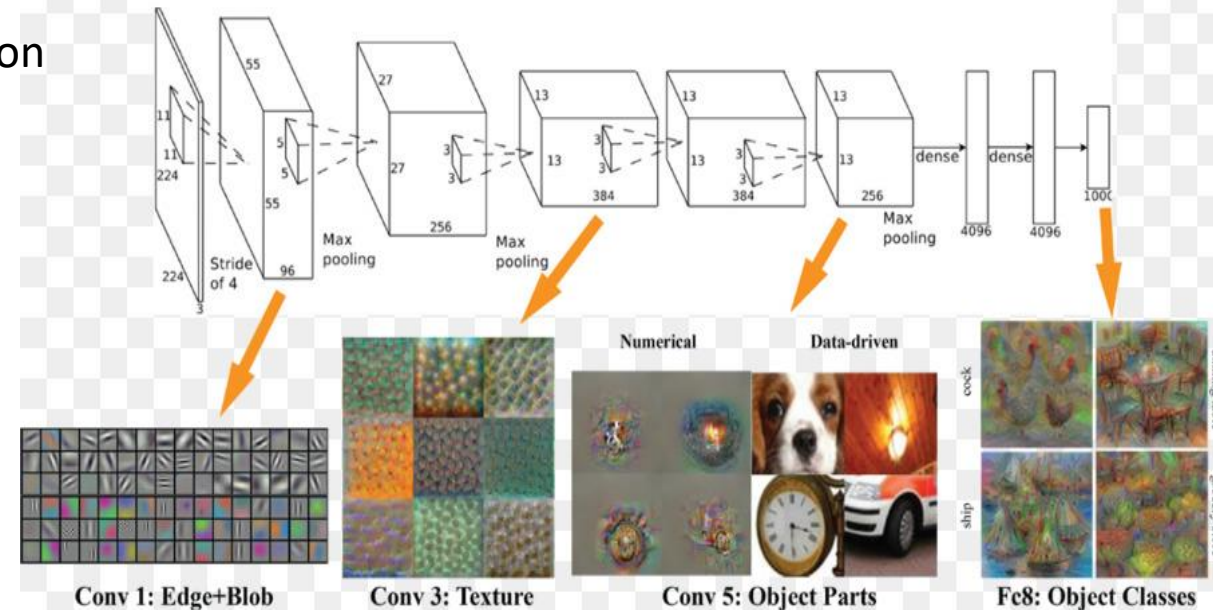 on
55
27
13
13
13
11
11
5
5
3
3
3
3
3
3
55
27
13
13
13
dense
dense
224
224
3
Stride
of 4
96
Max
pooling
256
Max
pooling
384
384
256
Max
pooling
4096
4096
Numerical
Data-driven
cock
ship
Conv 1: Edge+Blob
Conv 3: Texture
Conv 5: Object Parts
Fc8: Object Classes